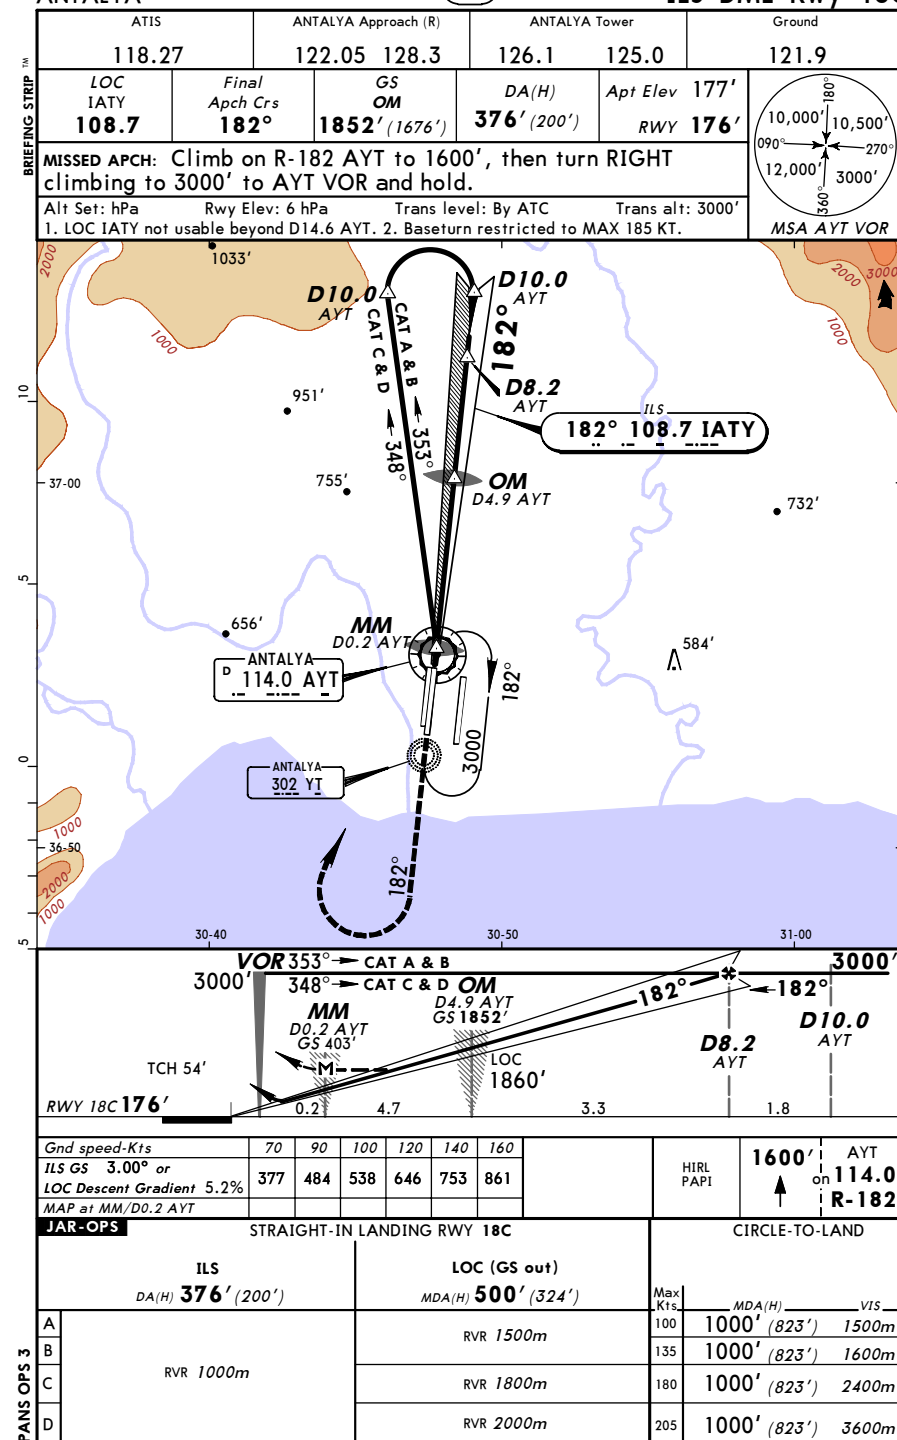 ANTALYA
ILS DME Rwy 18C
ATIS
118.27
ANTALYA Approach (R)
122.05 128.3
ANTALYA Tower
126.1 125.0
Ground
121.9
BRIEFING STRIP TM
LOC
IATY
108.7
Final
Apch Crs
182°
GS
OM
1852' (1676')
DA(H)
376' (200')
Apt Elev 177'
RWY 176'
MISSED APCH: Climb on R-182 AYT to 1600', then turn RIGHT
climbing to 3000' to AYT VOR and hold.
Alt Set: hPa Rwy Elev: 6 hPa Trans level: By ATC Trans alt: 3000'
1. LOC IATY not usable beyond D14.6 AYT. 2. Baseturn restricted to MAX 185 KT.
180°
10,000'
10,500'
090°
270°
12,000'
3000'
360°
MSA AYT VOR
2000
1033'
1000
D10.0
AYT
D10.0
AYT
2000
3000
1000
1000
CAT A & B
353°
CAT C & D
348°
182°
D8.2
AYT
ILS
182° 108.7 IATY
951'
755'
OM
D4.9 AYT
732'
10
37-00
5
656'
MM
D0.2 AYT
584'
ANTALYA
D 114.0 AYT
182°
3000
ANTALYA
302 YT
0
1000
36-50
2000
1000
182°
5
30-40
30-50
31-00
VOR 353° CAT A & B
3000'
3000'
348° CAT C & D
OM
D4.9 AYT
GS 1852'
MM
D0.2 AYT
GS 403'
182°
182°
D8.2
AYT
D10.0
AYT
TCH 54'
M
LOC
1860'
RWY 18C 176'
0.2
4.7
3.3
1.8
Gnd speed-Kts 70 90 100 120 140 160
ILS GS 3.00° or
LOC Descent Gradient 5.2%
377 484 538 646 753 861
MAP at MM/D0.2 AYT
HIRL
PAPI
1600'
on
AYT
114.0
R-182
JAR-OPS
STRAIGHT-IN LANDING RWY 18C
CIRCLE-TO-LAND
ILS
DA(H) 376' (200')
LOC (GS out)
MDA(H) 500' (324')
Max
Kts
MDA(H) VIS
A
B
C
D
RVR 1000m
RVR 1500m
RVR 1800m
RVR 2000m
100 1000' (823') 1500m
135 1000' (823') 1600m
180 1000' (823') 2400m
205 1000' (823') 3600m
PANS OPS 3